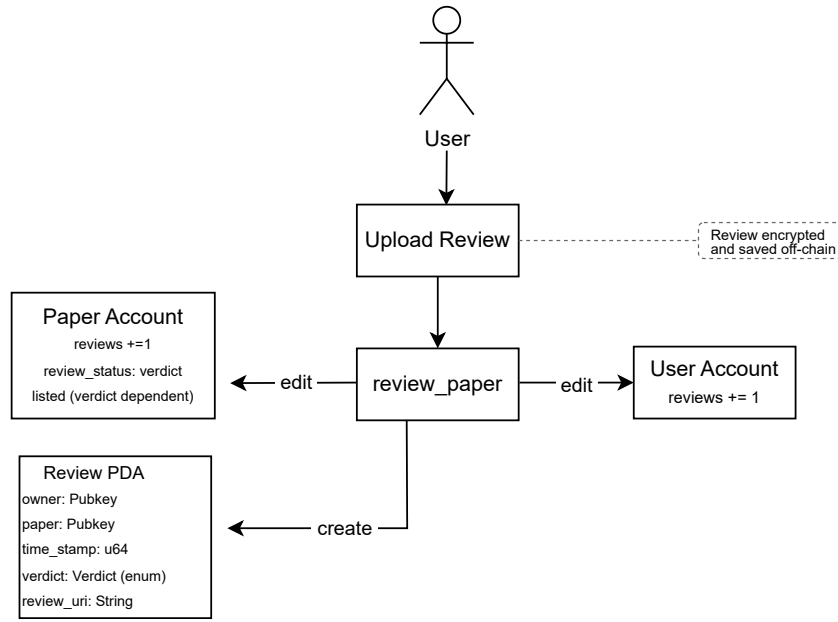 User
Upload Review
Review encrypted
and saved off-chain
Paper Account
reviews +=1
review_status: verdict
listed (verdict dependent)
edit
review_paper
edit
User Account
reviews += 1
Review PDA
owner: Pubkey
paper: Pubkey
time_stamp: u64
verdict: Verdict (enum)
review_uri: String
create